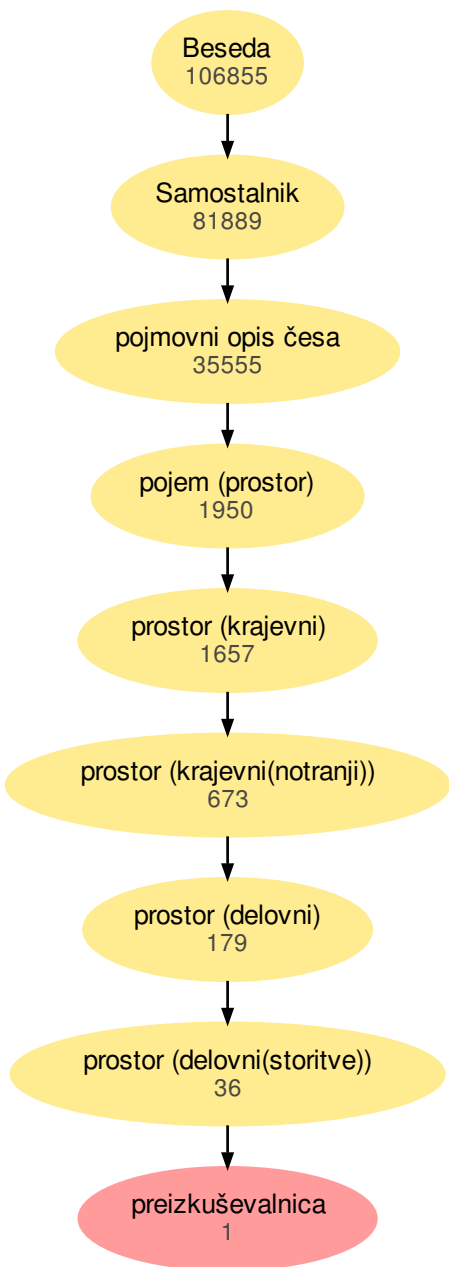 Beseda
106855
Samostalnik
81889
pojmovni opis česa
35555
pojem (prostor)
1950
prostor (krajevni)
1657
prostor (krajevni(notranji))
673
prostor (delovni)
179
prostor (delovni(storitve))
36
preizkuševalnica
1